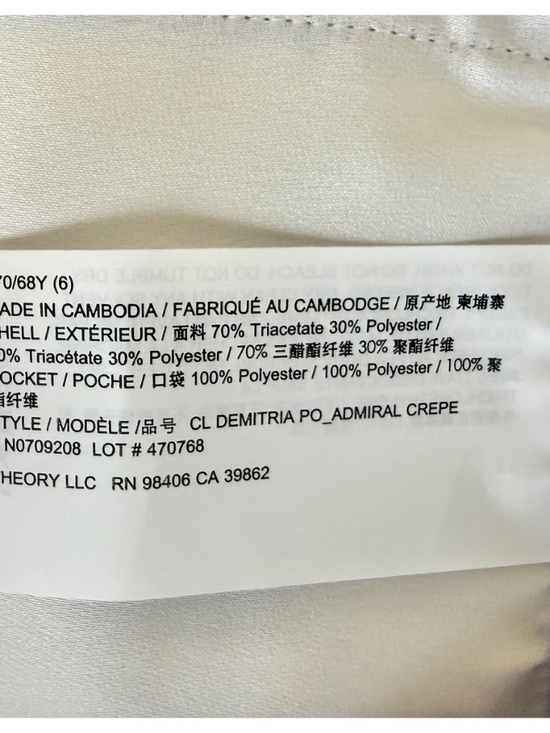 70/68Y (6)
ADE IN CAMBODIA / FABRIQUÉ AU CAMBODGE / 原产地 柬埔寨
HELL / EXTÉRIEUR / 面料 70% Triacetate 30% Polyester /
0% Triacétate 30% Polyester / 70% 三醋酯纤维 30% 聚酯纤维
OCKET / POCHE / 口袋 100% Polyester / 100% Polyester / 100% 聚
酯纤维
TYLE / MODÈLE /品号 CL DEMITRIA PO_ADMIRAL CREPE
N0709208 LOT # 470768
HEORY LLC RN 98406 CA 39862